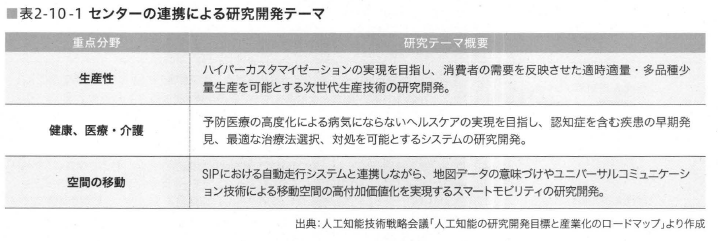 ■表2-10-1 センターの連携による研究開発テーマ
重点分野 研究テーマ概要
生産性
ハイパーカスタマイゼーションの実現を目指し、消費者の需要を反映させた適時適量・多品種少
量生産を可能とする次世代生産技術の研究開発。
健康、医療・介護
予防医療の高度化による病気にならないヘルスケアの実現を目指し、認知症を含む疾患の早期発
見、最適な治療法選択、対処を可能とするシステムの研究開発。
空間の移動
SIPにおける自動走行システムと連携しながら、地図データの意味づけやユニバーサルコミュニケーシ
ョン技術による移動空間の高付加価値化を実現するスマートモビリティの研究開発。
出典：人工知能技術戦略会議「人工知能の研究開発目標と産業化のロードマップ」より作成